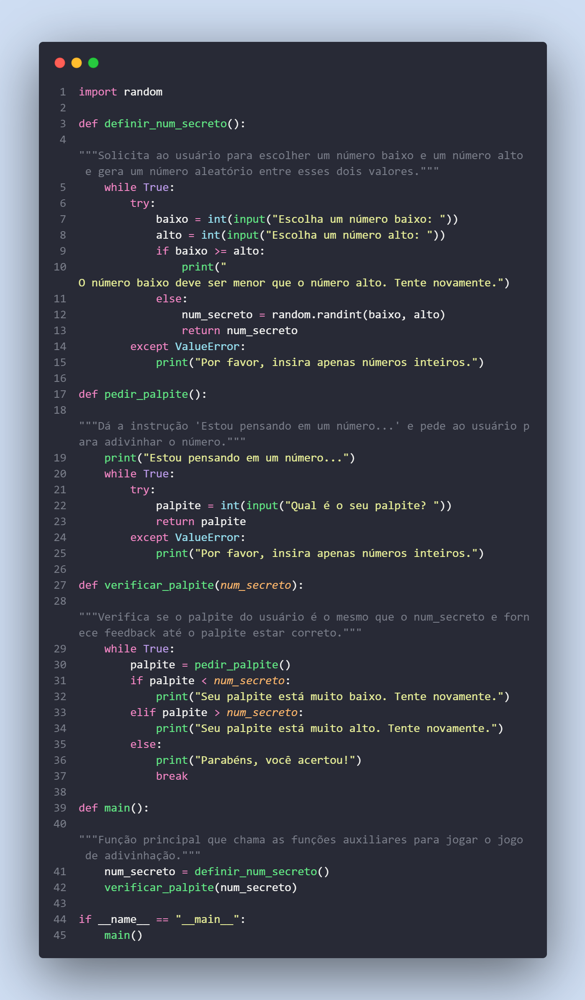 1 import random
2
3 def definir_num_secreto():
4
"""Solicita ao usuário para escolher um número baixo e um número alto
 e gera um número aleatório entre esses dois valores."""
5     while True:
6         try:
7             baixo = int(input("Escolha um número baixo: "))
8             alto = int(input("Escolha um número alto: "))
9             if baixo >= alto:
10                 print("
O número baixo deve ser menor que o número alto. Tente novamente.")
11             else:
12                 num_secreto = random.randint(baixo, alto)
13                 return num_secreto
14         except ValueError:
15             print("Por favor, insira apenas números inteiros.")
16
17 def pedir_palpite():
18
"""Dá a instrução 'Estou pensando em um número...' e pede ao usuário p
ara adivinhar o número."""
19     print("Estou pensando em um número...")
20     while True:
21         try:
22             palpite = int(input("Qual é o seu palpite? "))
23             return palpite
24         except ValueError:
25             print("Por favor, insira apenas números inteiros.")
26
27 def verificar_palpite(num_secreto):
28
"""Verifica se o palpite do usuário é o mesmo que o num_secreto e forn
ece feedback até o palpite estar correto."""
29     while True:
30         palpite = pedir_palpite()
31         if palpite < num_secreto:
32             print("Seu palpite está muito baixo. Tente novamente.")
33         elif palpite > num_secreto:
34             print("Seu palpite está muito alto. Tente novamente.")
35         else:
36             print("Parabéns, você acertou!")
37             break
38
39 def main():
40
"""Função principal que chama as funções auxiliares para jogar o jogo
 de adivinhação."""
41     num_secreto = definir_num_secreto()
42     verificar_palpite(num_secreto)
43
44 if __name__ == "__main__":
45     main()